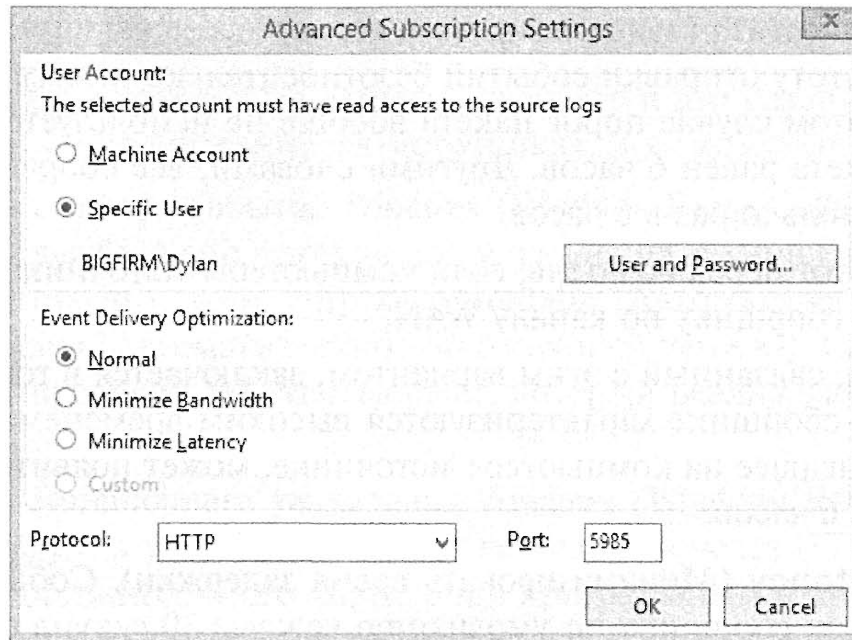 Advanced Subscription Settings
User Account:
The selected account must have read access to the source logs
Machine Account
Specific User
BIGFIRM\Dylan
User and Password...
Event Delivery Optimization:
Normal
Minimize Bandwidth
Minimize Latency
Custom
Protocol:
HTTP
Port:
5985
OK
Cancel